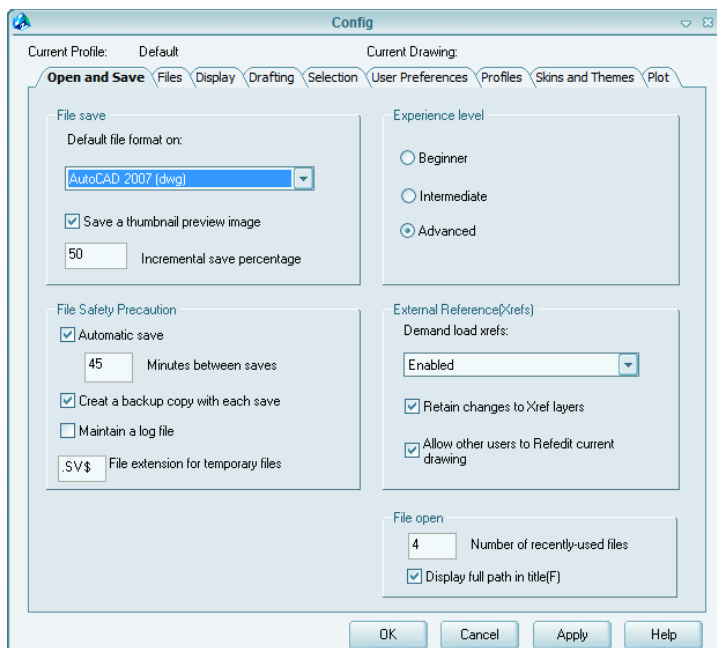 Config
Current Profile: Default Current Drawing:
Open and Save Files Display Drafting Selection User Preferences Profiles Skins and Themes Plot
File save
Default file format on:
AutoCAD 2007 (dwg)
Save a thumbnail preview image
50 Incremental save percentage
Experience level
Beginner
Intermediate
Advanced
File Safety Precaution
Automatic save
45 Minutes between saves
Creat a backup copy with each save
Maintain a log file
.SV$ File extension for temporary files
External Reference(Xrefs)
Demand load xrefs:
Enabled
Retain changes to Xref layers
Allow other users to Refedit current
drawing
File open
4 Number of recently-used files
Display full path in title(F)
OK Cancel Apply Help